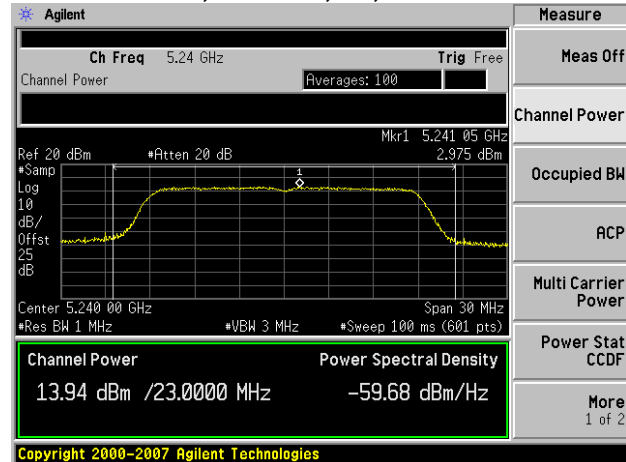 Agilent
Measure
Ch Freq 5.24 GHz Trig Free
Channel Power Averages: 100
Mkr1 5.241 05 GHz
Ref 20 dBm #Atten 20 dB 2.975 dBm
#Samp
Log
10
dB/
Offst
25
dB
1
Center 5.240 00 GHz Span 30 MHz
#Res BW 1 MHz #VBW 3 MHz #Sweep 100 ms (601 pts)
Channel Power Power Spectral Density
13.94 dBm /23.0000 MHz -59.68 dBm/Hz
Meas Off
Channel Power
Occupied BW
ACP
Multi Carrier
Power
Power Stat
CCDF
More
1 of 2
Copyright 2000-2007 Agilent Technologies